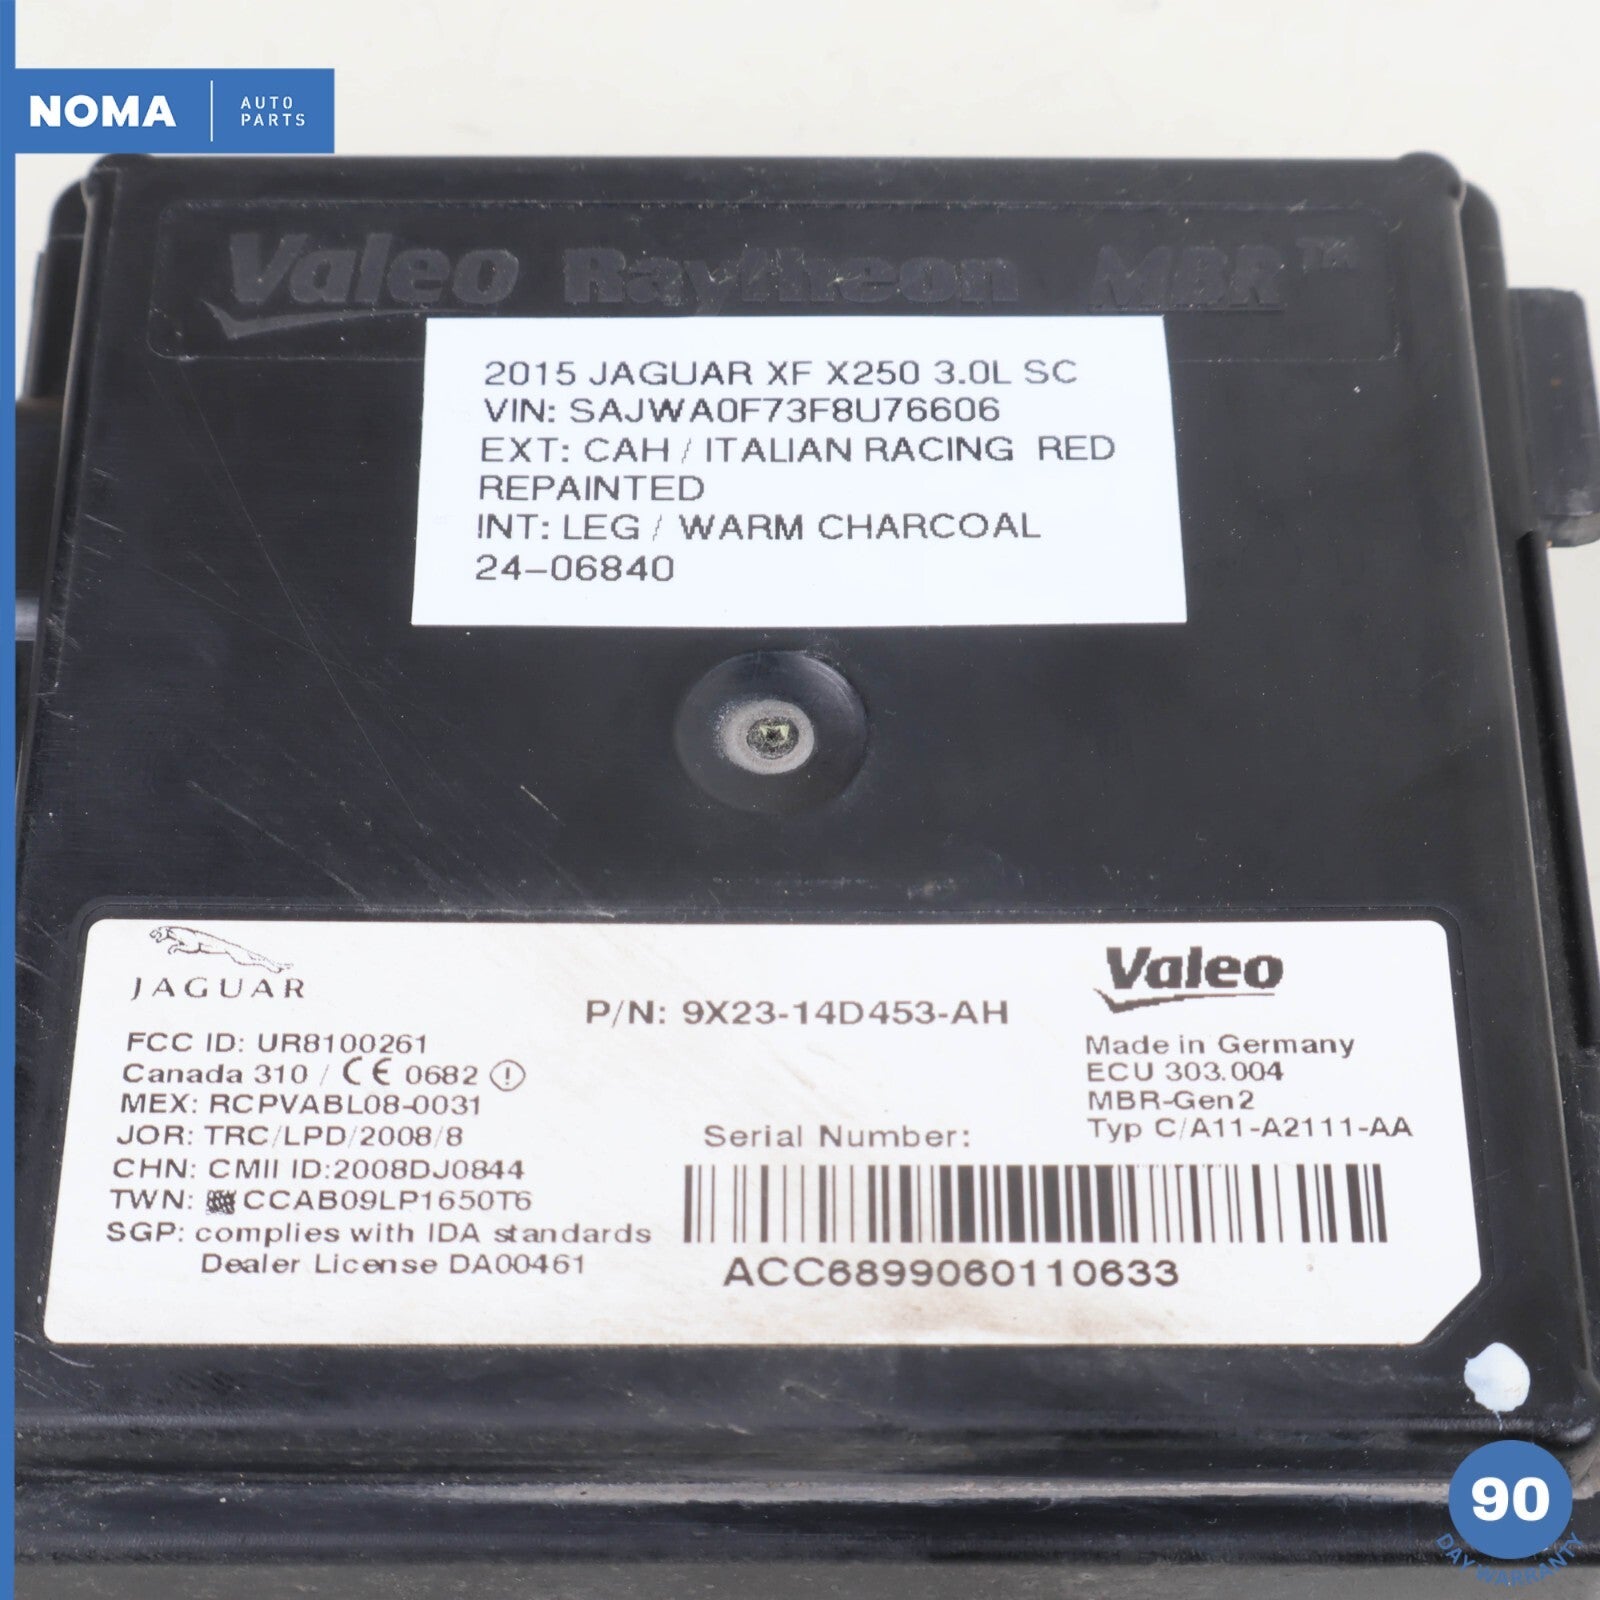 NOMA
AUTO
PARTS
Valeo Raytheon MBR™
2015 JAGUAR XF X250 3.0L SC
VIN: SAJWA0F73F8U76606
EXT: CAH / ITALIAN RACING RED
REPAINTED
INT: LEG / WARM CHARCOAL
24-06840
JAGUAR
P/N: 9X23-14D453-AH
Valeo
FCC ID: UR8100261
Canada 310 / CE 0682
MEX: RCPVABL08-0031
JOR: TRC/LPD/2008/8
CHN: CMII ID:2008DJ0844
TWN: CCAB09LP1650T6
SGP: complies with IDA standards
Dealer License DA00461
Made in Germany
ECU 303.004
MBR-Gen2
Typ C/A11-A2111-AA
Serial Number:
ACC6899060110633
90
DAY WARRANTY